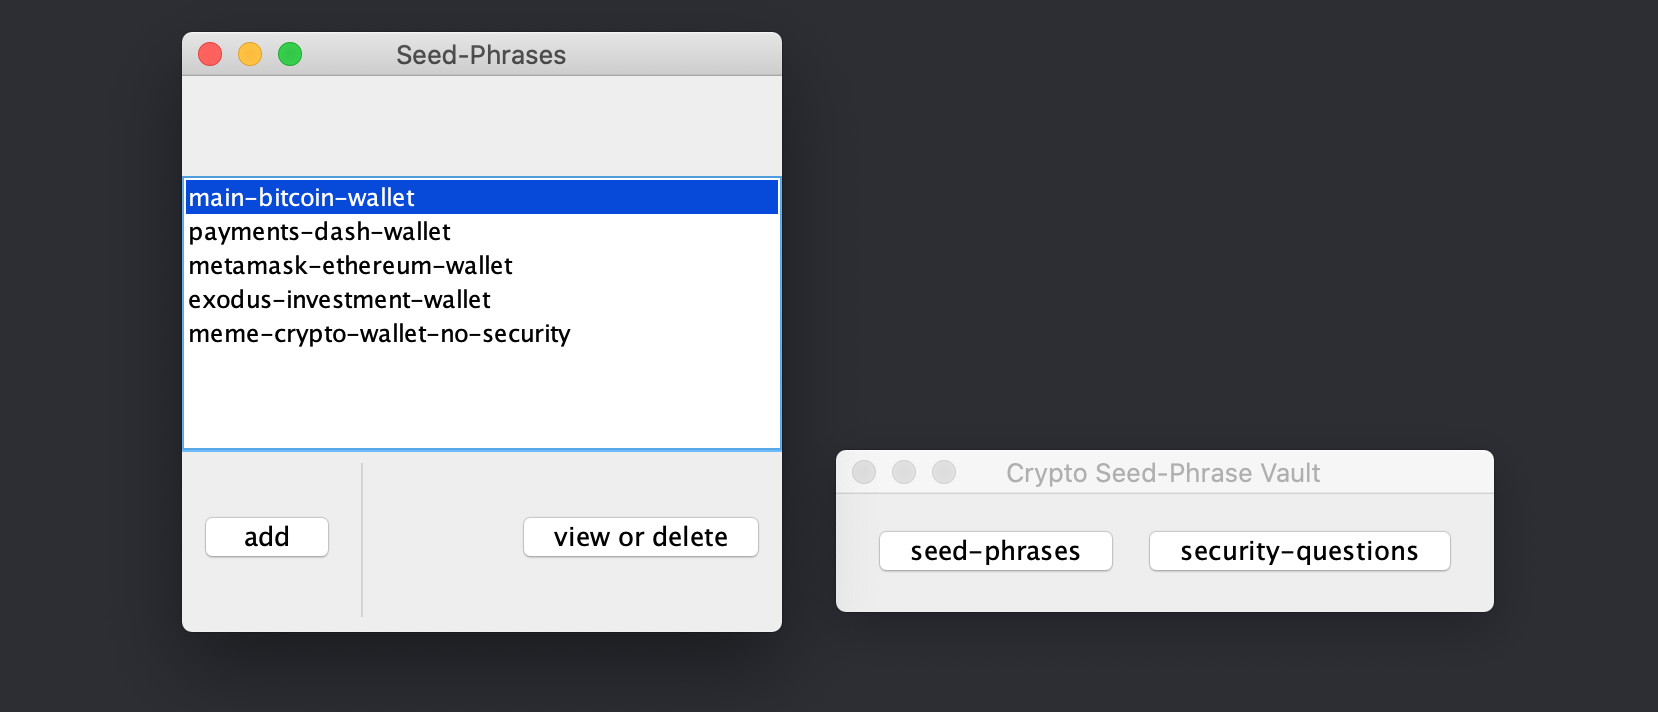 Seed-Phrases
main-bitcoin-wallet
payments-dash-wallet
metamask-ethereum-wallet
exodus-investment-wallet
meme-crypto-wallet-no-security
add
view or delete
Crypto Seed-Phrase Vault
seed-phrases
security-questions